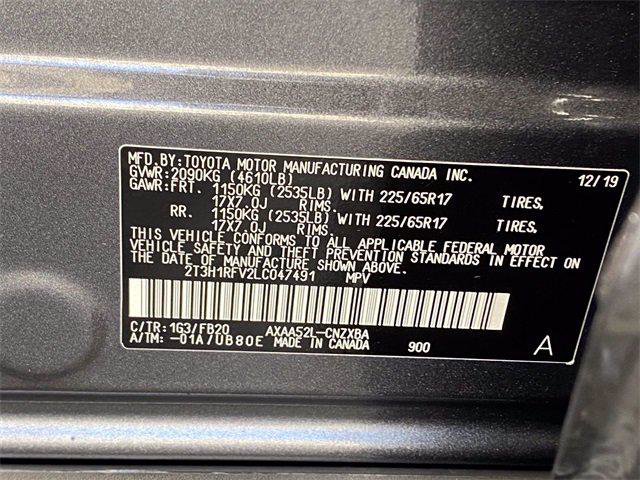 MFD.BY:TOYOTA MOTOR MANUFACTURING CANADA INC. 12/19
GVWR:2090KG (4610LB)
GAWR:FRT. 1150KG (2535LB) WITH 225/65R17 TIRES,
17X7.0J RIMS.
RR. 1150KG (2535LB) WITH 225/65R17 TIRES,
17X7.0J RIMS.
THIS VEHICLE CONFORMS TO ALL APPLICABLE FEDERAL MOTOR
VEHICLE SAFETY AND THEFT PREVENTION STANDARDS IN EFFECT ON
THE DATE OF MANUFACTURE SHOWN ABOVE.
2T3H1RFV2LC047491 MPV
C/TR: 1G3/FB20 AXAA52L-CNZXBA
A/TM: -01A/UB80E MADE IN CANADA 900 A